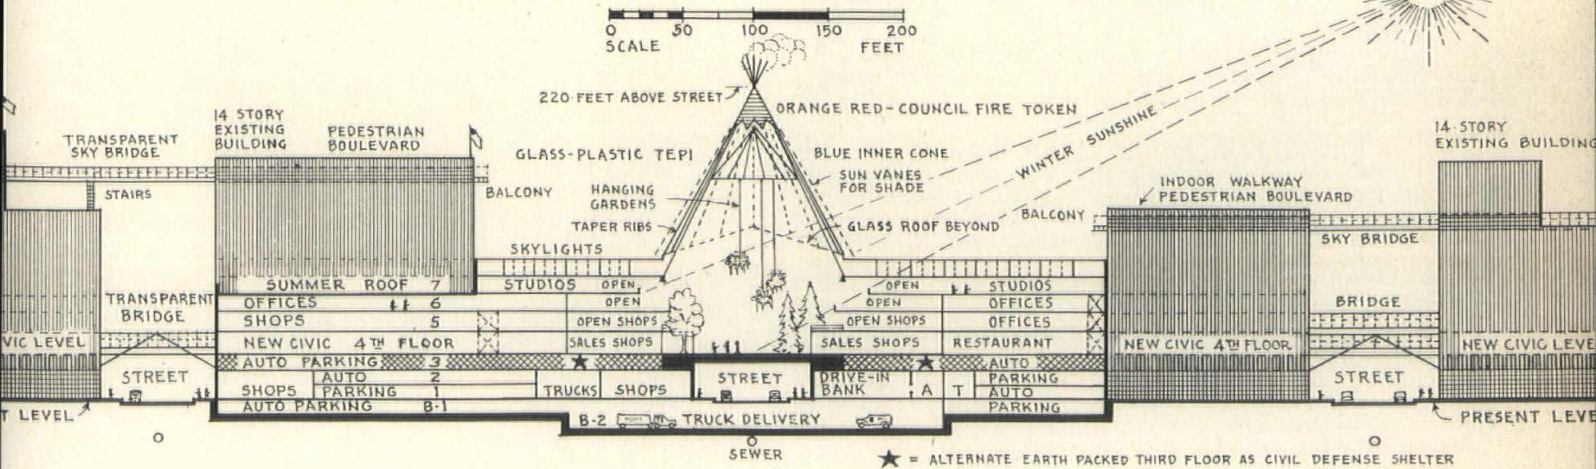 0 50 100 150 200
SCALE FEET
220 FEET ABOVE STREET
ORANGE RED-COUNCIL FIRE TOKEN
14 STORY
EXISTING
BUILDING
PEDESTRIAN
BOULEVARD
TRANSPARENT
SKY BRIDGE
STAIRS
BALCONY
GLASS-PLASTIC TEPI
HANGING
GARDENS
TAPER RIBS
BLUE INNER CONE
SUN VANES
FOR SHADE
GLASS ROOF BEYOND
WINTER SUNSHINE
BALCONY
INDOOR WALKWAY
PEDESTRIAN BOULEVARD
14 STORY
EXISTING BUILDING
SKY BRIDGE
SKYLIGHTS
SUMMER ROOF 7
STUDIOS OPEN
OPEN STUDIOS
TRANSPARENT
BRIDGE
OFFICES 6
OPEN
OPEN
OFFICES
BRIDGE
SHOPS 5
OPEN SHOPS
OPEN SHOPS
OFFICES
VIC LEVEL
NEW CIVIC 4TH FLOOR
SALES SHOPS
SALES SHOPS
RESTAURANT
NEW CIVIC 4TH FLOOR
NEW CIVIC LEVE
AUTO PARKING 3
AUTO
STREET
SHOPS
AUTO 2
PARKING 1
TRUCKS
SHOPS
STREET
DRIVE-IN
BANK
A T
PARKING
AUTO
STREET
T LEVEL
AUTO PARKING B-1
PARKING
PRESENT LEVE
B-2 TRUCK DELIVERY
SEWER
★ = ALTERNATE EARTH PACKED THIRD FLOOR AS CIVIL DEFENSE SHELTER